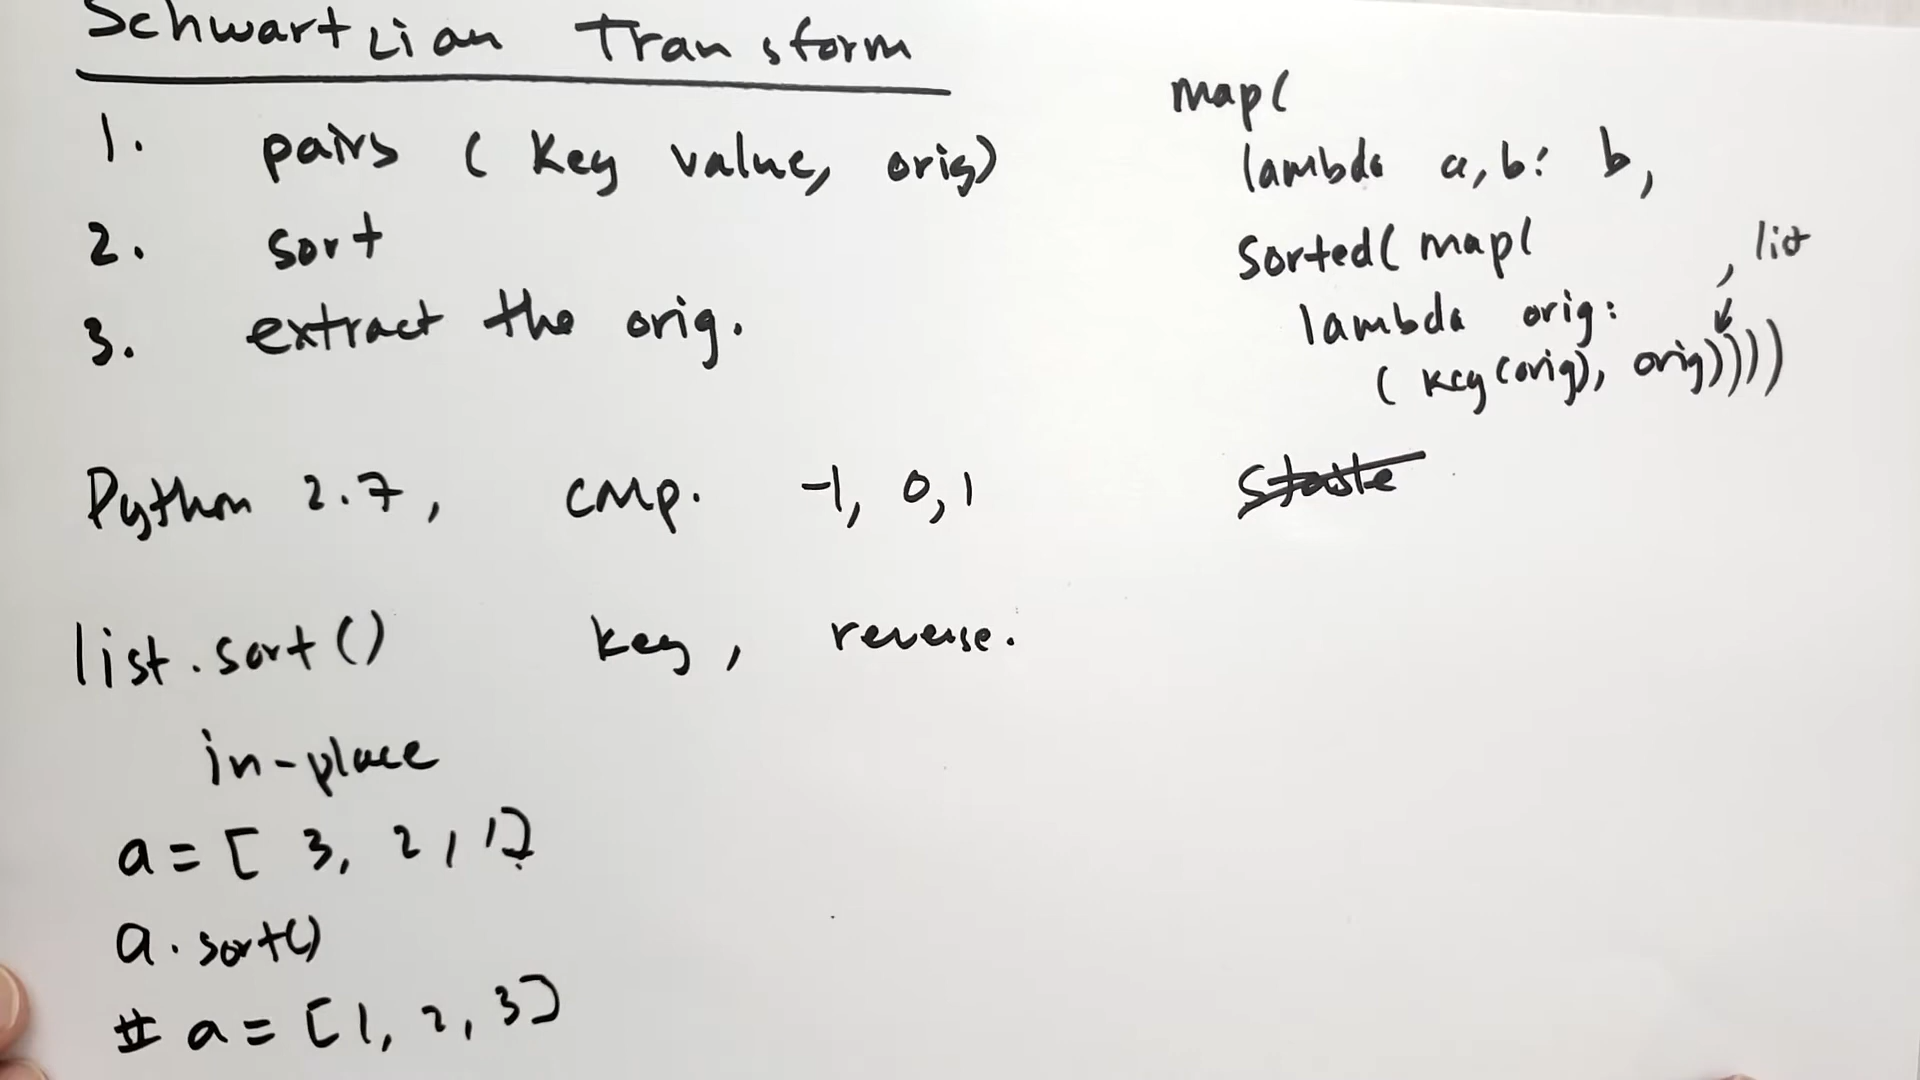 Schwartzian Transform
1. pairs (key value, orig)
2. sort
3. extract the orig.
Python 2.7, cmp. -1, 0, 1
list.sort() key, reverse.
in-place
a = [ 3, 2, 1]
a.sort()
# a = [1, 2, 3]
map(
lambda a,b: b,
sorted( map(
, list
lambda orig:
( key(orig), orig))))
Stable